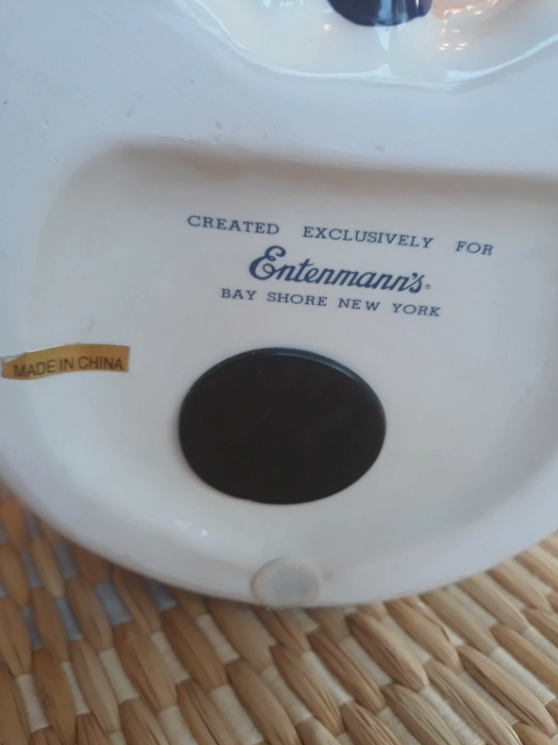 CREATED EXCLUSIVELY FOR
Entenmann's®
BAY SHORE NEW YORK
MADE IN CHINA